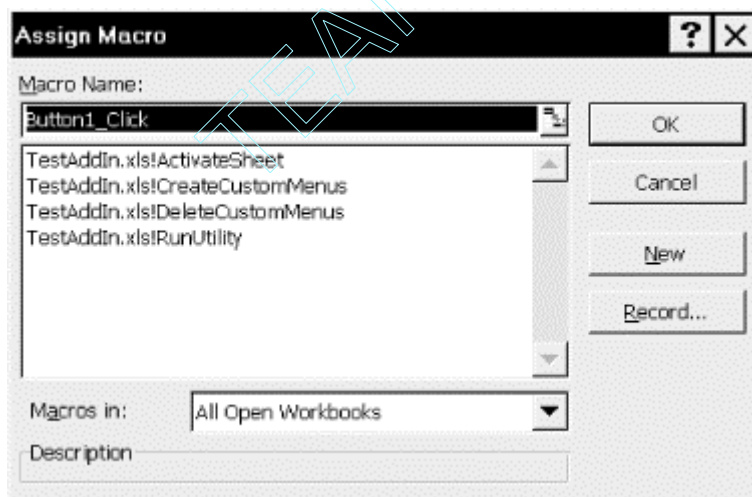 Assign Macro
Macro Name:
Button1_Click
OK
TestAddIn.xls!ActivateSheet
TestAddIn.xls!CreateCustomMenus
Cancel
TestAddIn.xls!DeleteCustomMenus
TestAddIn.xls!RunUtility
New
Record...
Macros in:
All Open Workbooks
Description